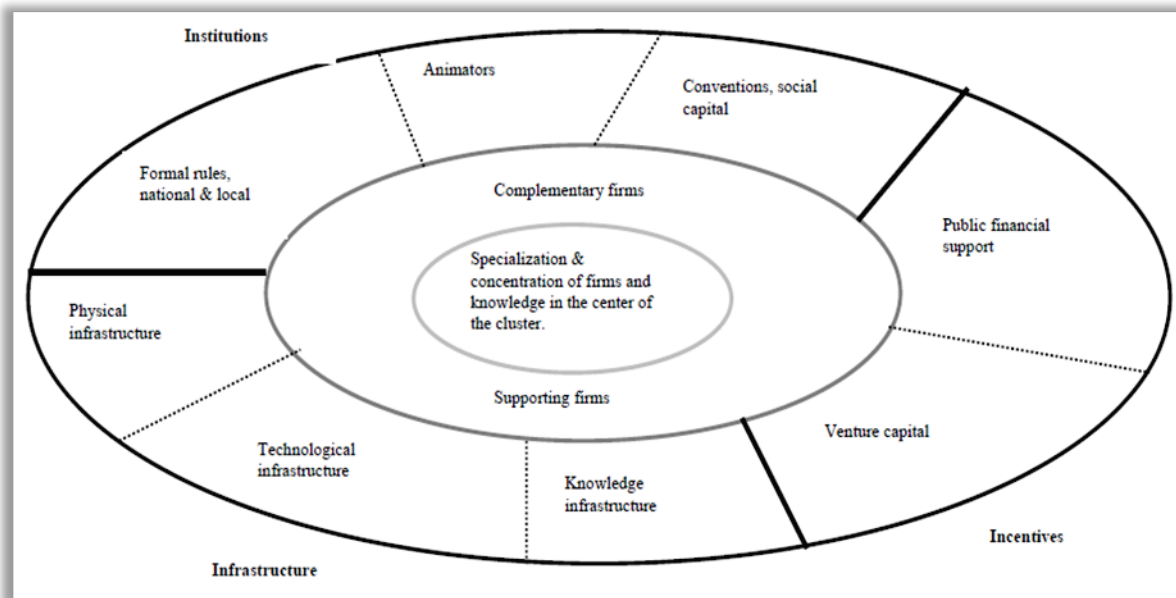 Institutions
Animators
Conventions, social
capital
Formal rules,
national & local
Complementary firms
Public financial
support
Specialization &
concentration of firms and
knowledge in the center of
the cluster.
Physical
infrastructure
Supporting firms
Venture capital
Technological
infrastructure
Knowledge
infrastructure
Incentives
Infrastructure